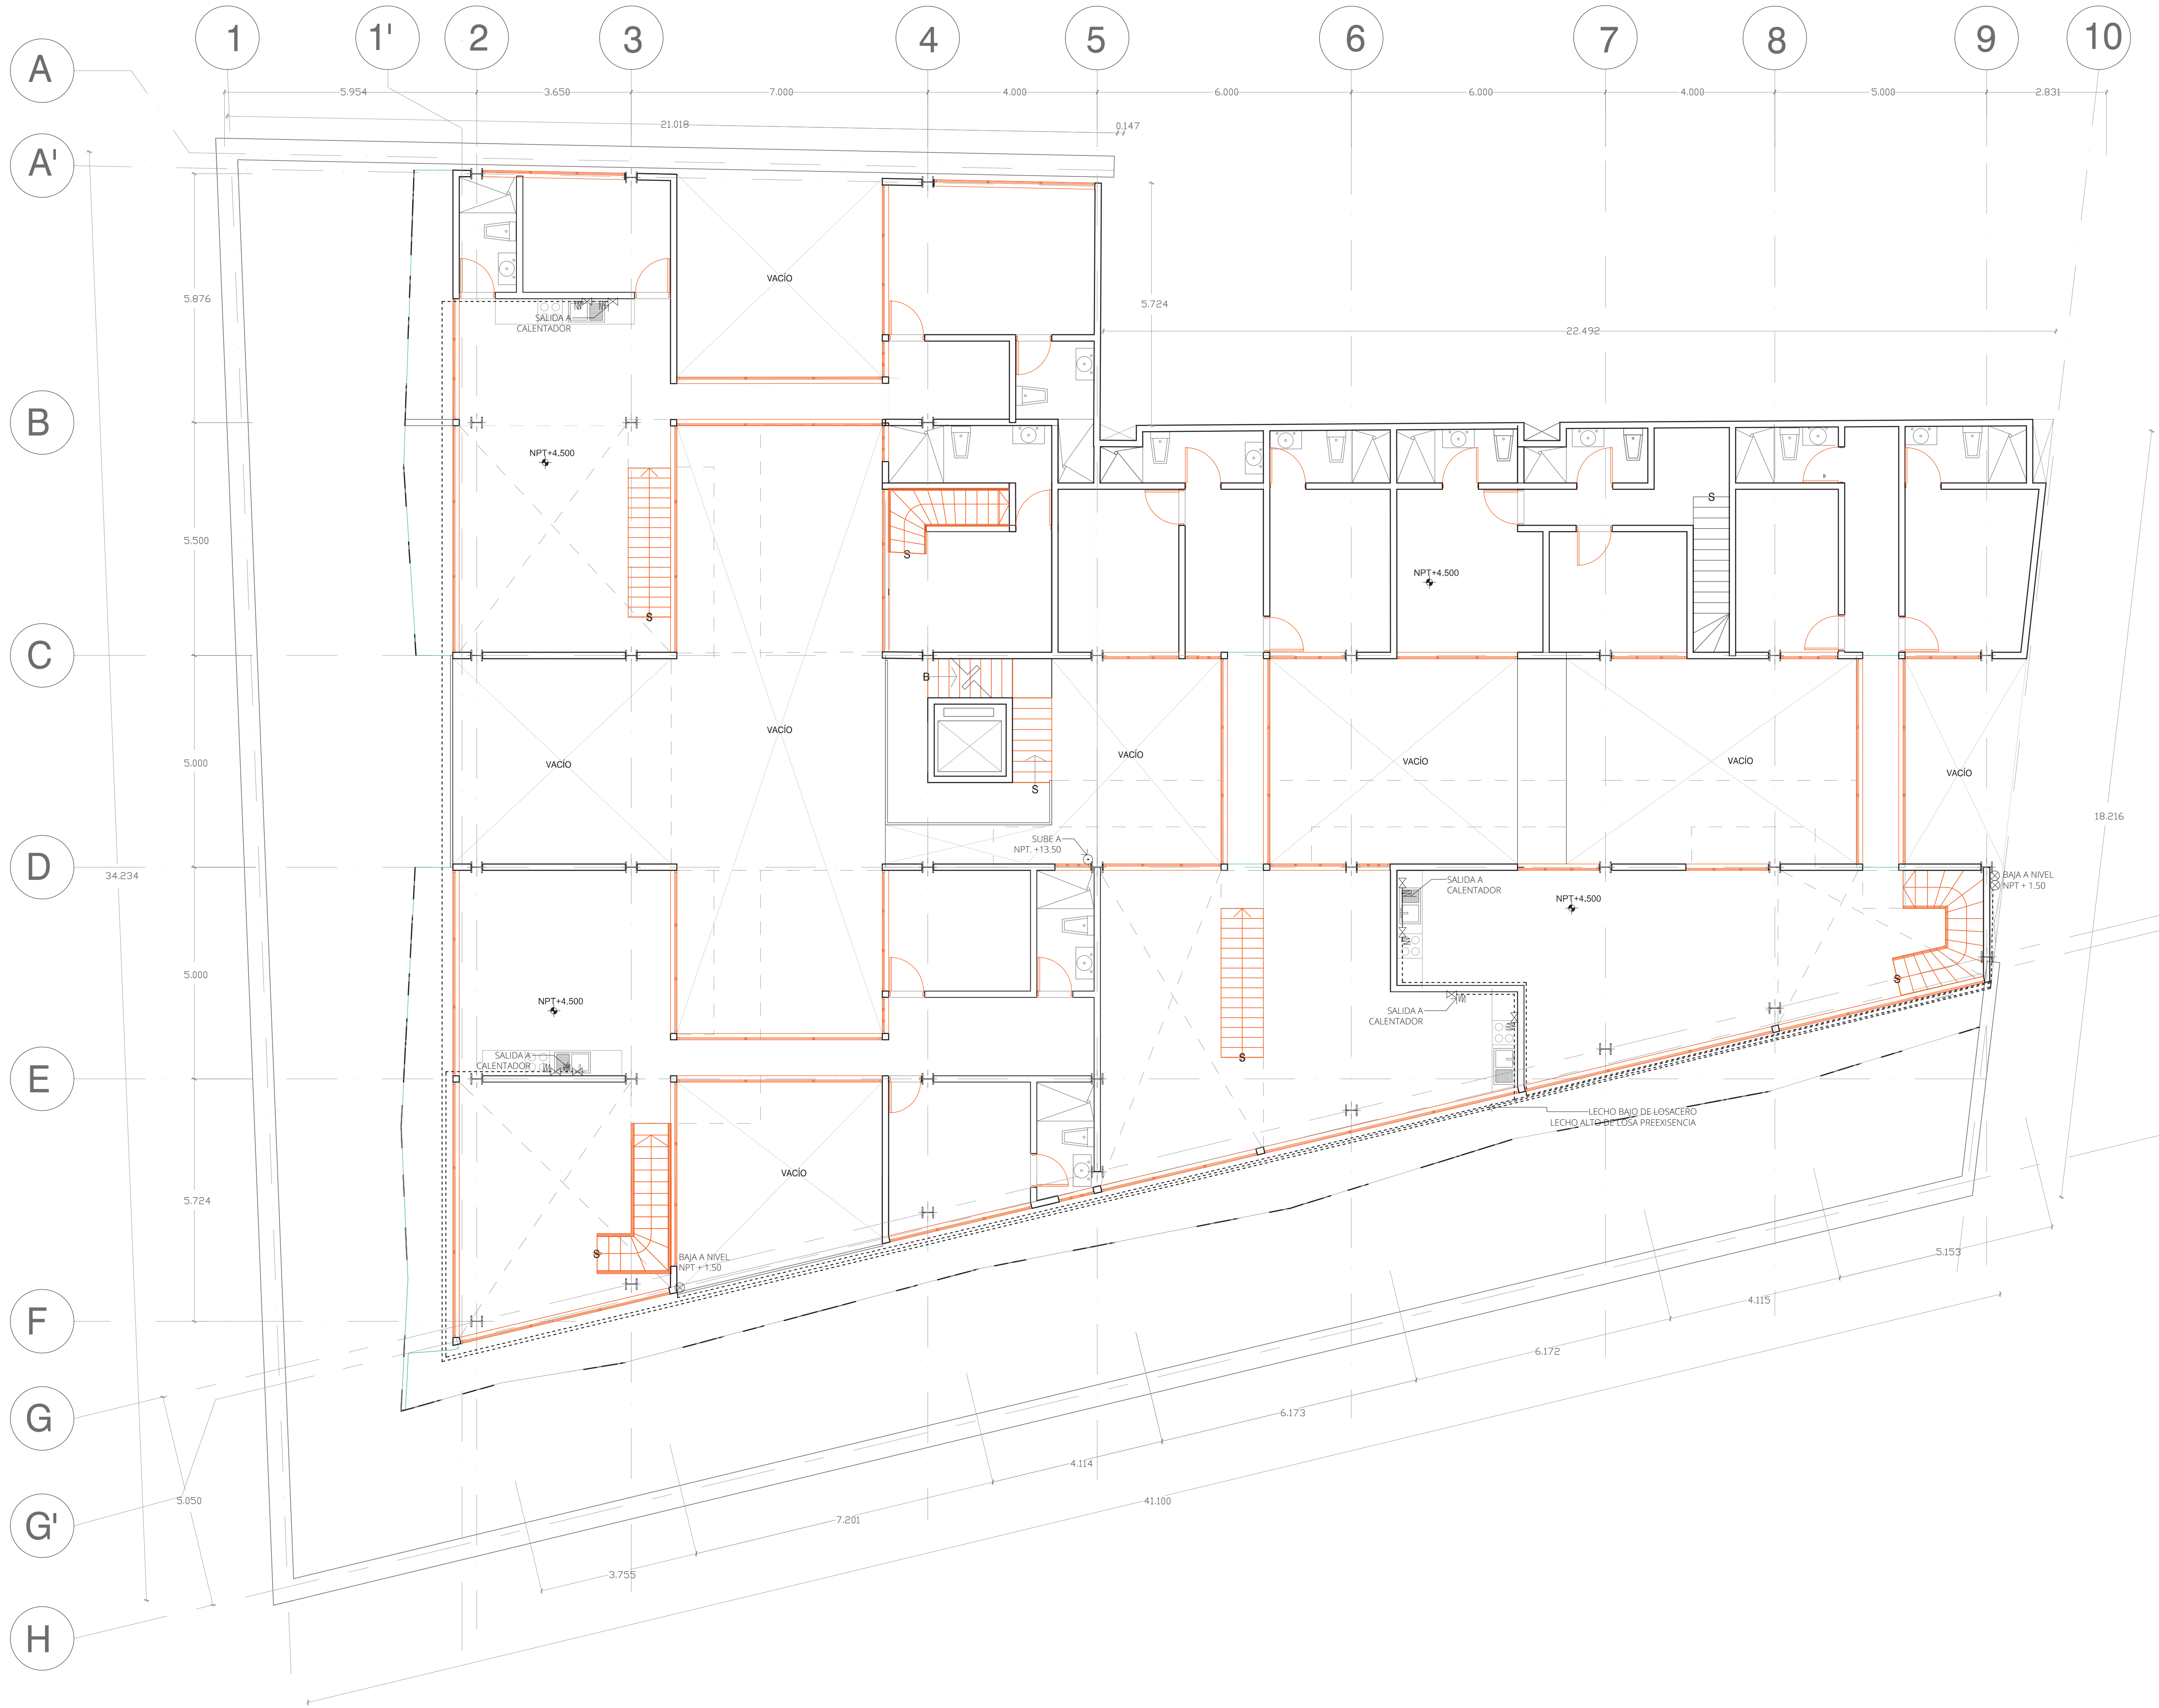 1
1'
2
3
4
5
6
7
8
9
10
A
A'
B
C
D
E
F
G
G'
H
5.954
3.650
7.000
4.000
6.000
6.000
4.000
5.000
2.831
21.018
0.147
5.876
5.724
22.492
VACÍO
SALIDA A
CALENTADOR
NPT+4.500
5.500
S
S
S
B
NPT+4.500
S
B
5.000
VACÍO
VACÍO
VACÍO
VACÍO
VACÍO
VACÍO
S
SUBE A
NPT. +13.50
34.234
18.216
SALIDA A
CALENTADOR
NPT+4.500
BAJA A NIVEL
NPT + 1.50
5.000
NPT+4.500
S
SALIDA A
CALENTADOR
SALIDA A
CALENTADOR
S
LECHO BAJO DE LOSACERO
LECHO ALTO DE LOSA PREEXISENCIA
VACÍO
5.724
S
BAJA A NIVEL
NPT + 1.50
5.153
4.115
6.172
6.173
4.114
41.100
7.201
3.755
5.050